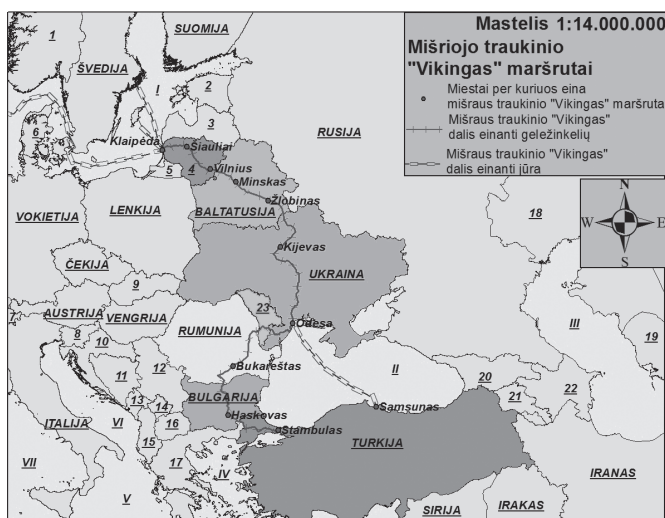 Mastelis 1:14.000.000
Mišriojo traukinio
"Vikingas" maršrutai
Miestai per kuriuos eina
mišraus traukinio "Vikingas" maršrutai
Mišriojo traukinio "Vikingas"
dalis einanti geležinkelių
Mišraus traukinio "Vikingas"
dalis einanti jūra
N
W E
S
1
SUOMIJA
ŠVEDIJA
I
2
3
RUSIJA
6
Klaipėda
Šiauliai
5
4
Vilnius
Minskas
Žlobinas
VOKIETIJA
LENKIJA
BALTATUSIJA
18
Kijevas
ČEKIJA
9
UKRAINA
7
AUSTRIJA
VENGRIJA
23
8
10
RUMUNIJA
Odesa
III
19
11
12
Bukareštas
II
20
13
14
BULGARIJA
21
22
ITALIJA
VI
16
Haskovas
Samsunas
15
Stambulas
TURKIJA
VII
17
IV
IRANAS
V
SIRIJA
IRAKAS